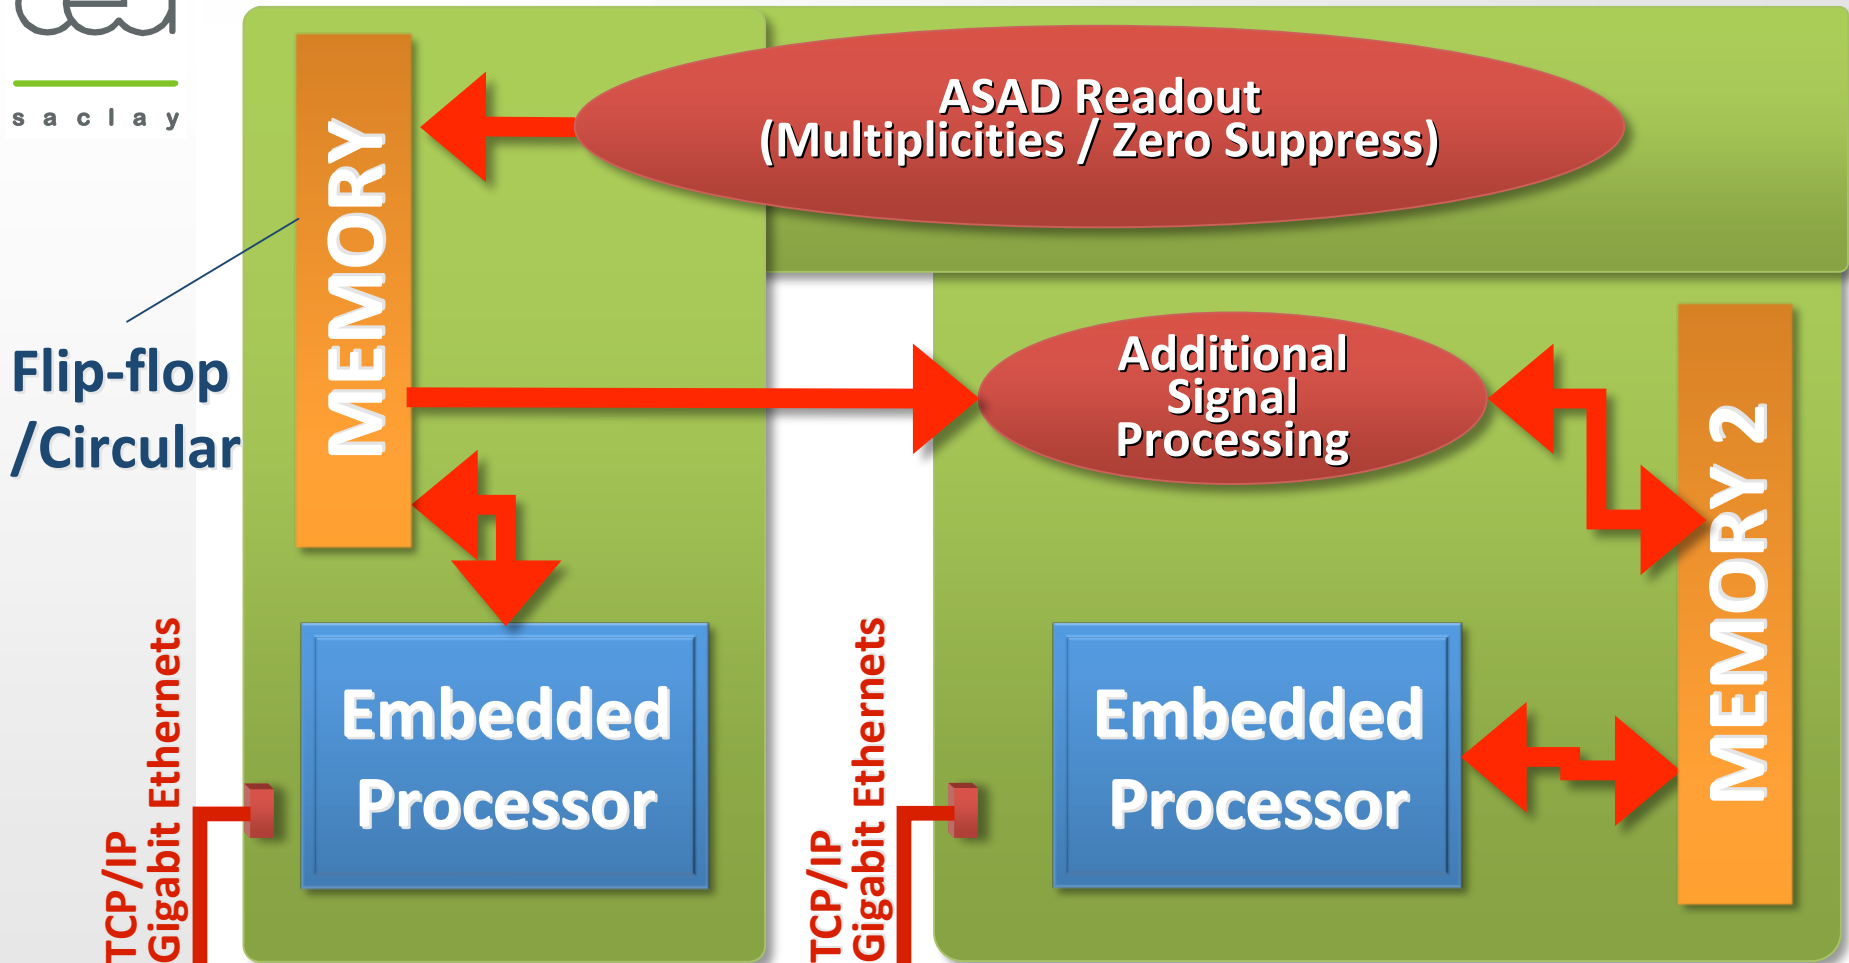 cea
saclay
ASAD Readout
(Multiplicities / Zero Suppress)
MEMORY
Flip-flop
/Circular
Additional
Signal
Processing
MEMORY 2
Embedded
Processor
TCP/IP
Gigabit Ethernets
Embedded
Processor
TCP/IP
Gigabit Ethernets